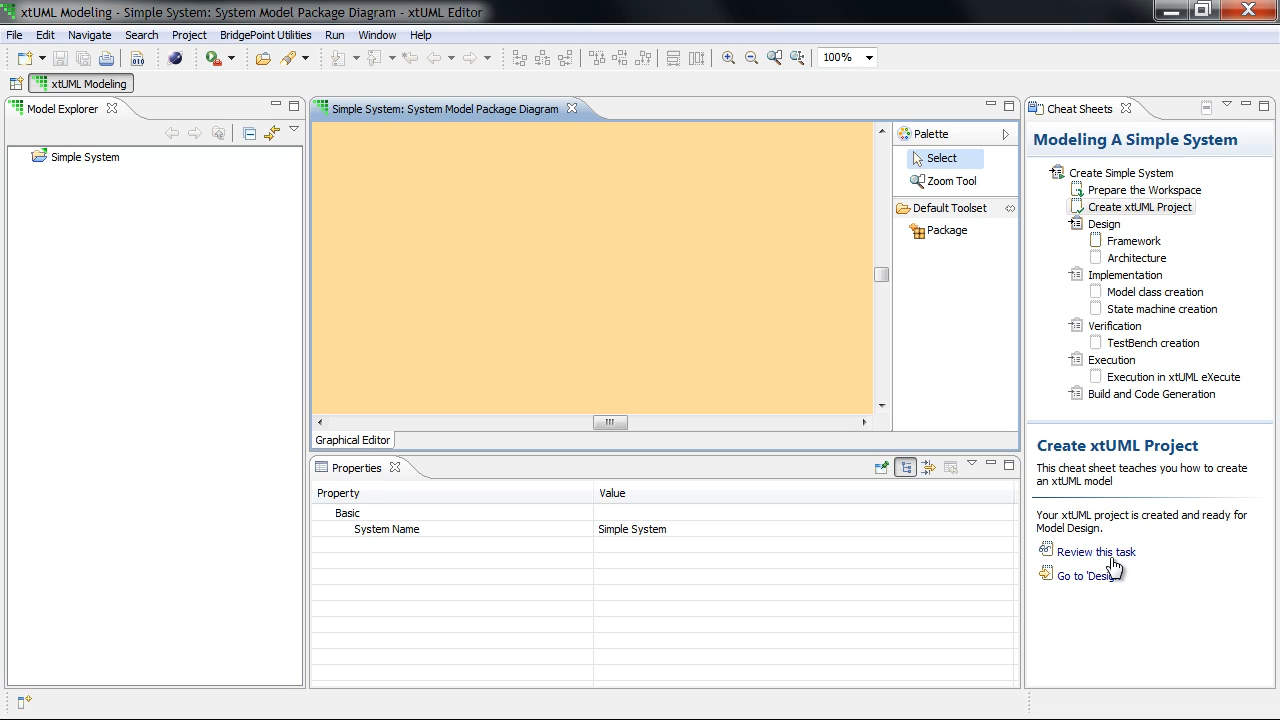 xtUML Modeling - Simple System: System Model Package Diagram - xtUML Editor
File Edit Navigate Search Project BridgePoint Utilities Run Window Help
100%
xtUML Modeling
Model Explorer
Simple System
Simple System: System Model Package Diagram
Palette
Select
Zoom Tool
Default Toolset
Package
Graphical Editor
Properties
Property Value
Basic
System Name Simple System
Cheat Sheets
Modeling A Simple System
Create Simple System
Prepare the Workspace
Create xtUML Project
Design
Framework
Architecture
Implementation
Model class creation
State machine creation
Verification
TestBench creation
Execution
Execution in xtUML eXecute
Build and Code Generation
Create xtUML Project
This cheat sheet teaches you how to create
an xtUML model
Your xtUML project is created and ready for
Model Design.
Review this task
Go to